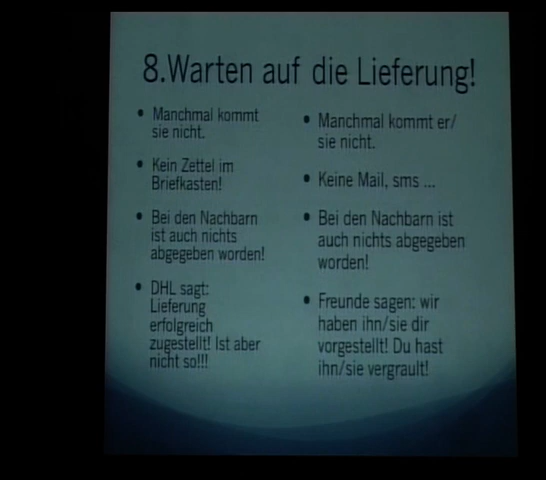 8.Warten auf die Lieferung!
• Manchmal kommt
sie nicht.
• Kein Zettel im
Briefkasten!
• Bei den Nachbarn
ist auch nichts
abgegeben worden!
• DHL sagt:
Lieferung
erfolgreich
zugestellt! Ist aber
nicht so!!!
• Manchmal kommt er/
sie nicht.
• Keine Mail, sms ...
• Bei den Nachbarn ist
auch nichts abgegeben
worden!
• Freunde sagen: wir
haben ihn/sie dir
vorgestellt! Du hast
ihn/sie vergrault!